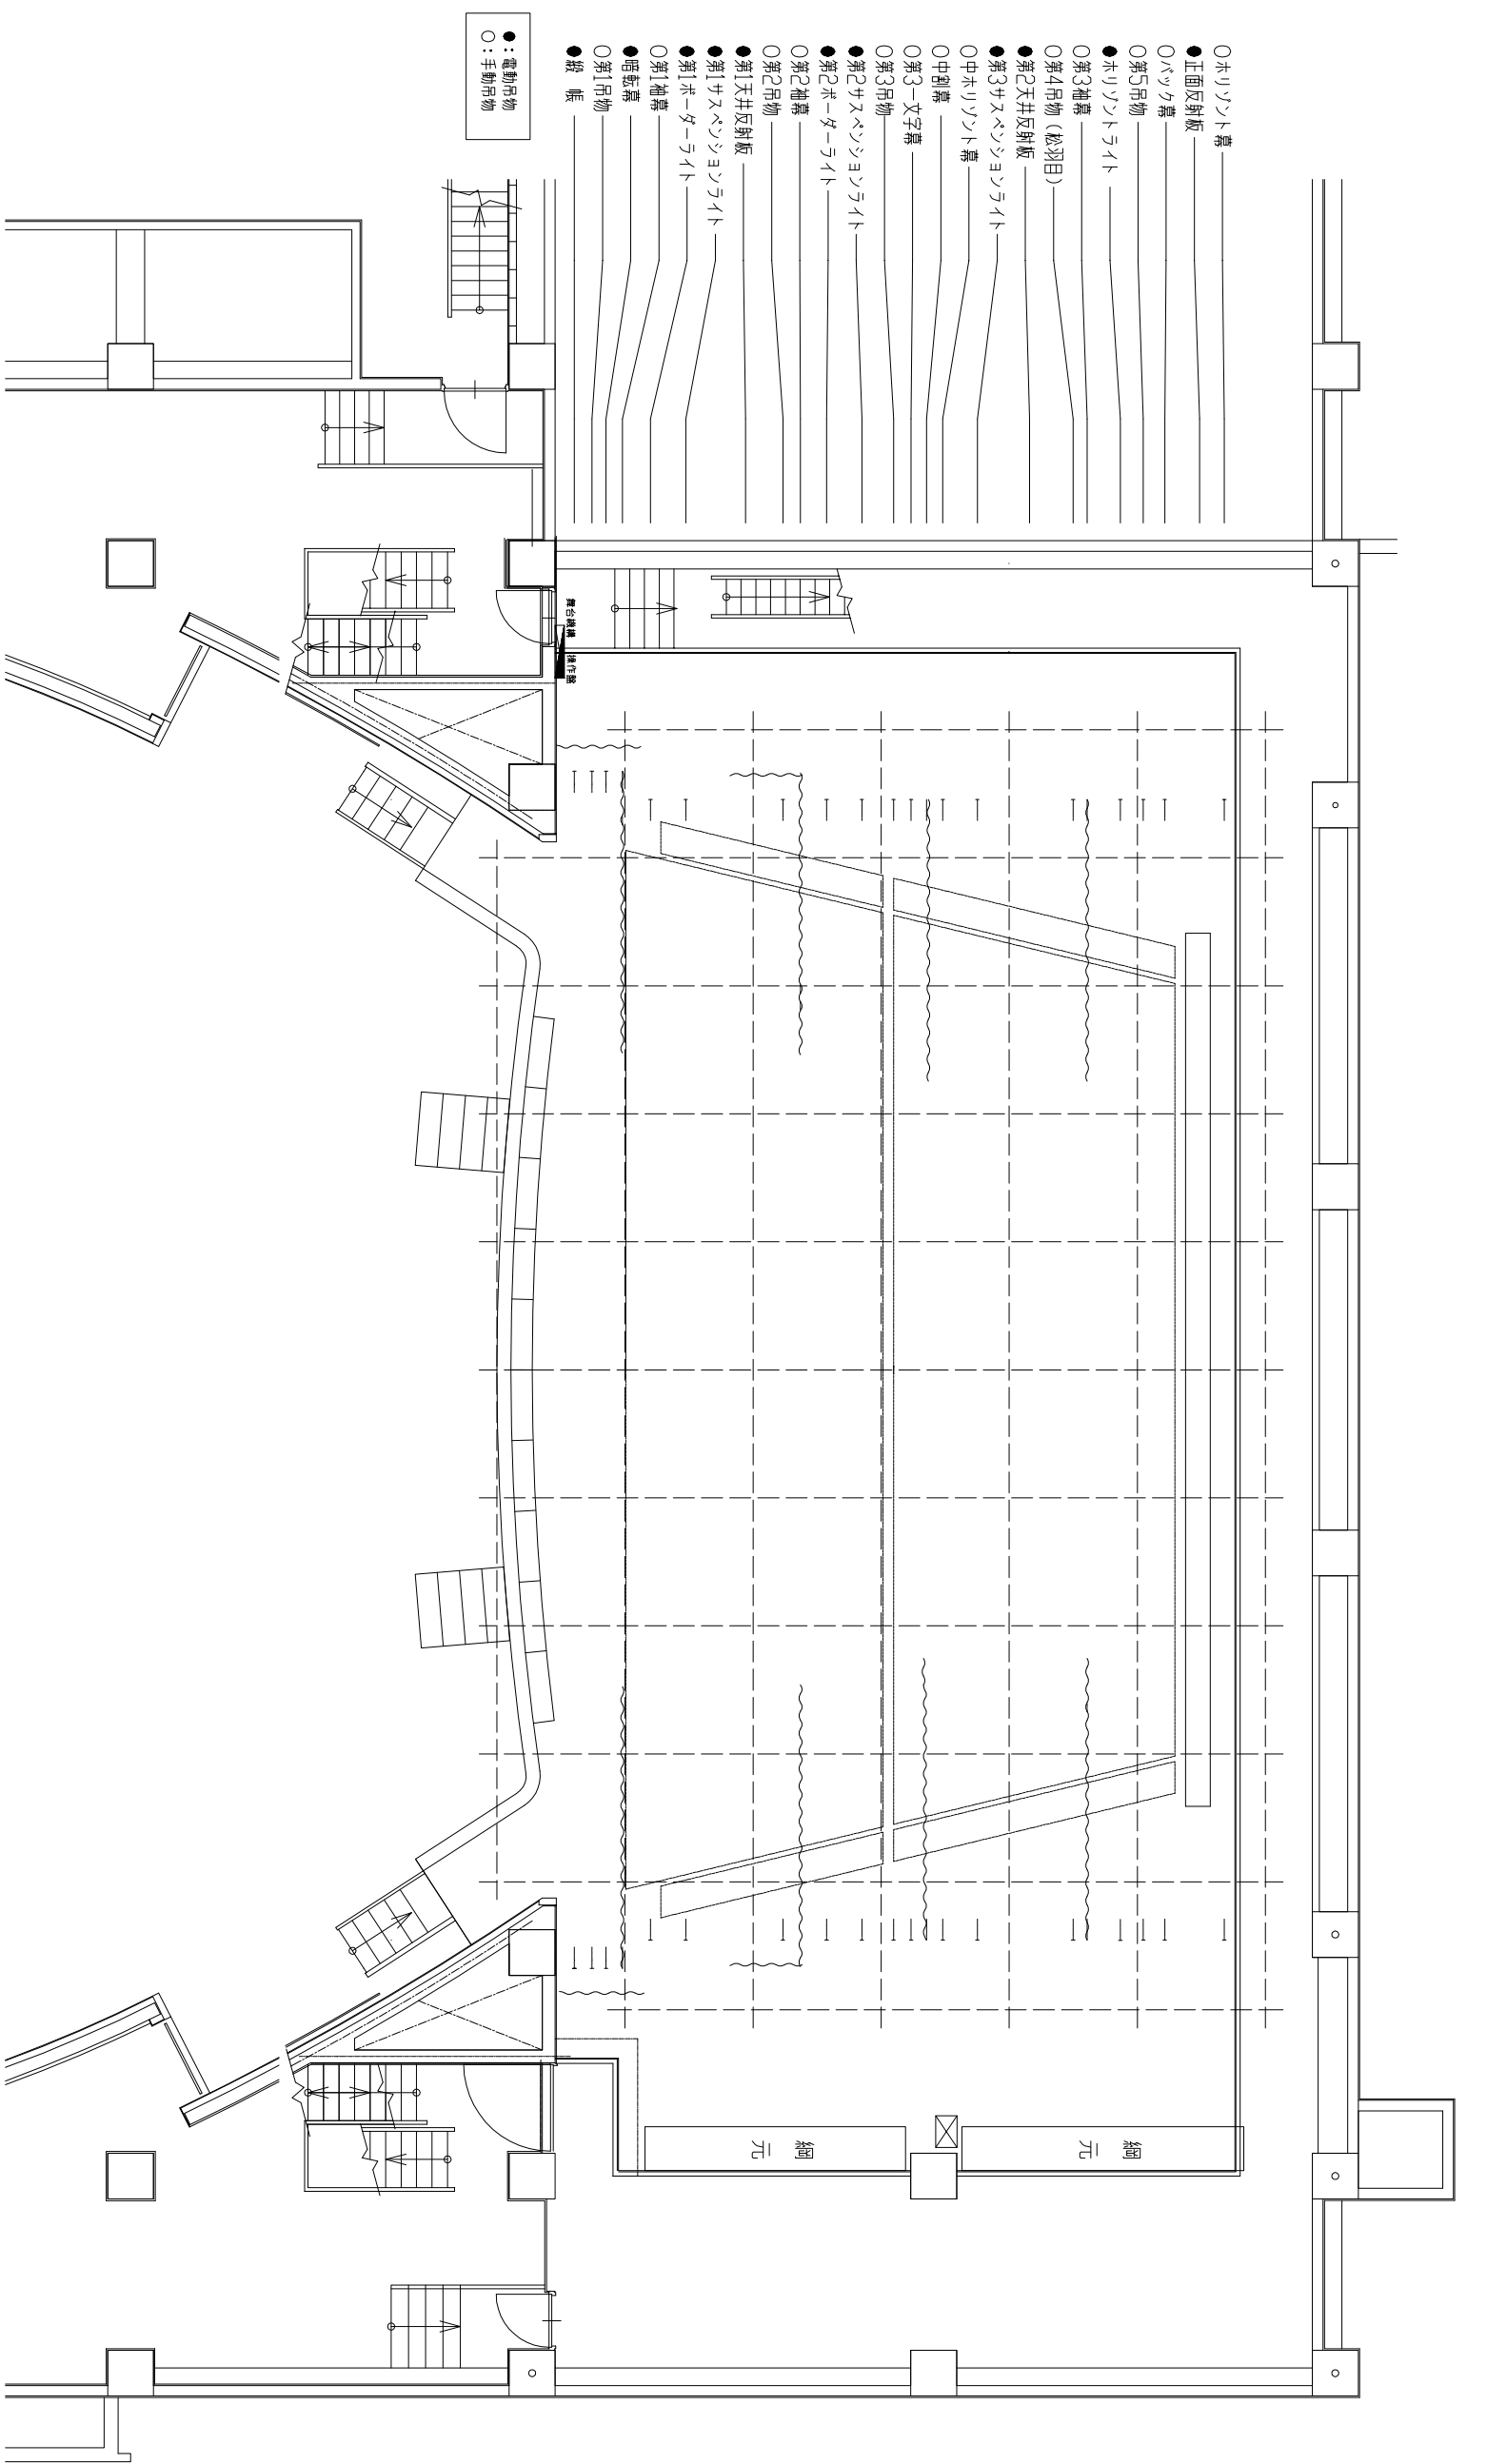 ○ホリゾント幕
●正面反射板
○バック幕
○第5吊物
●ホリゾントライト
○第3袖幕
○第4吊物（松羽目）
●第2天井反射板
●第3サスペンションライト
○中ホリゾント幕
○中割幕
○第3一文字幕
○第3吊物
●第2サスペンションライト
●第2ボーダーライト
○第2袖幕
○第2吊物
●第1天井反射板
●第1サスペンションライト
●第1ボーダーライト
○第1袖幕
●暗転幕
○第1吊物
●緞 帳
●：電動吊物
○：手動吊物
舞台機構 操作盤
元 綱
元 綱